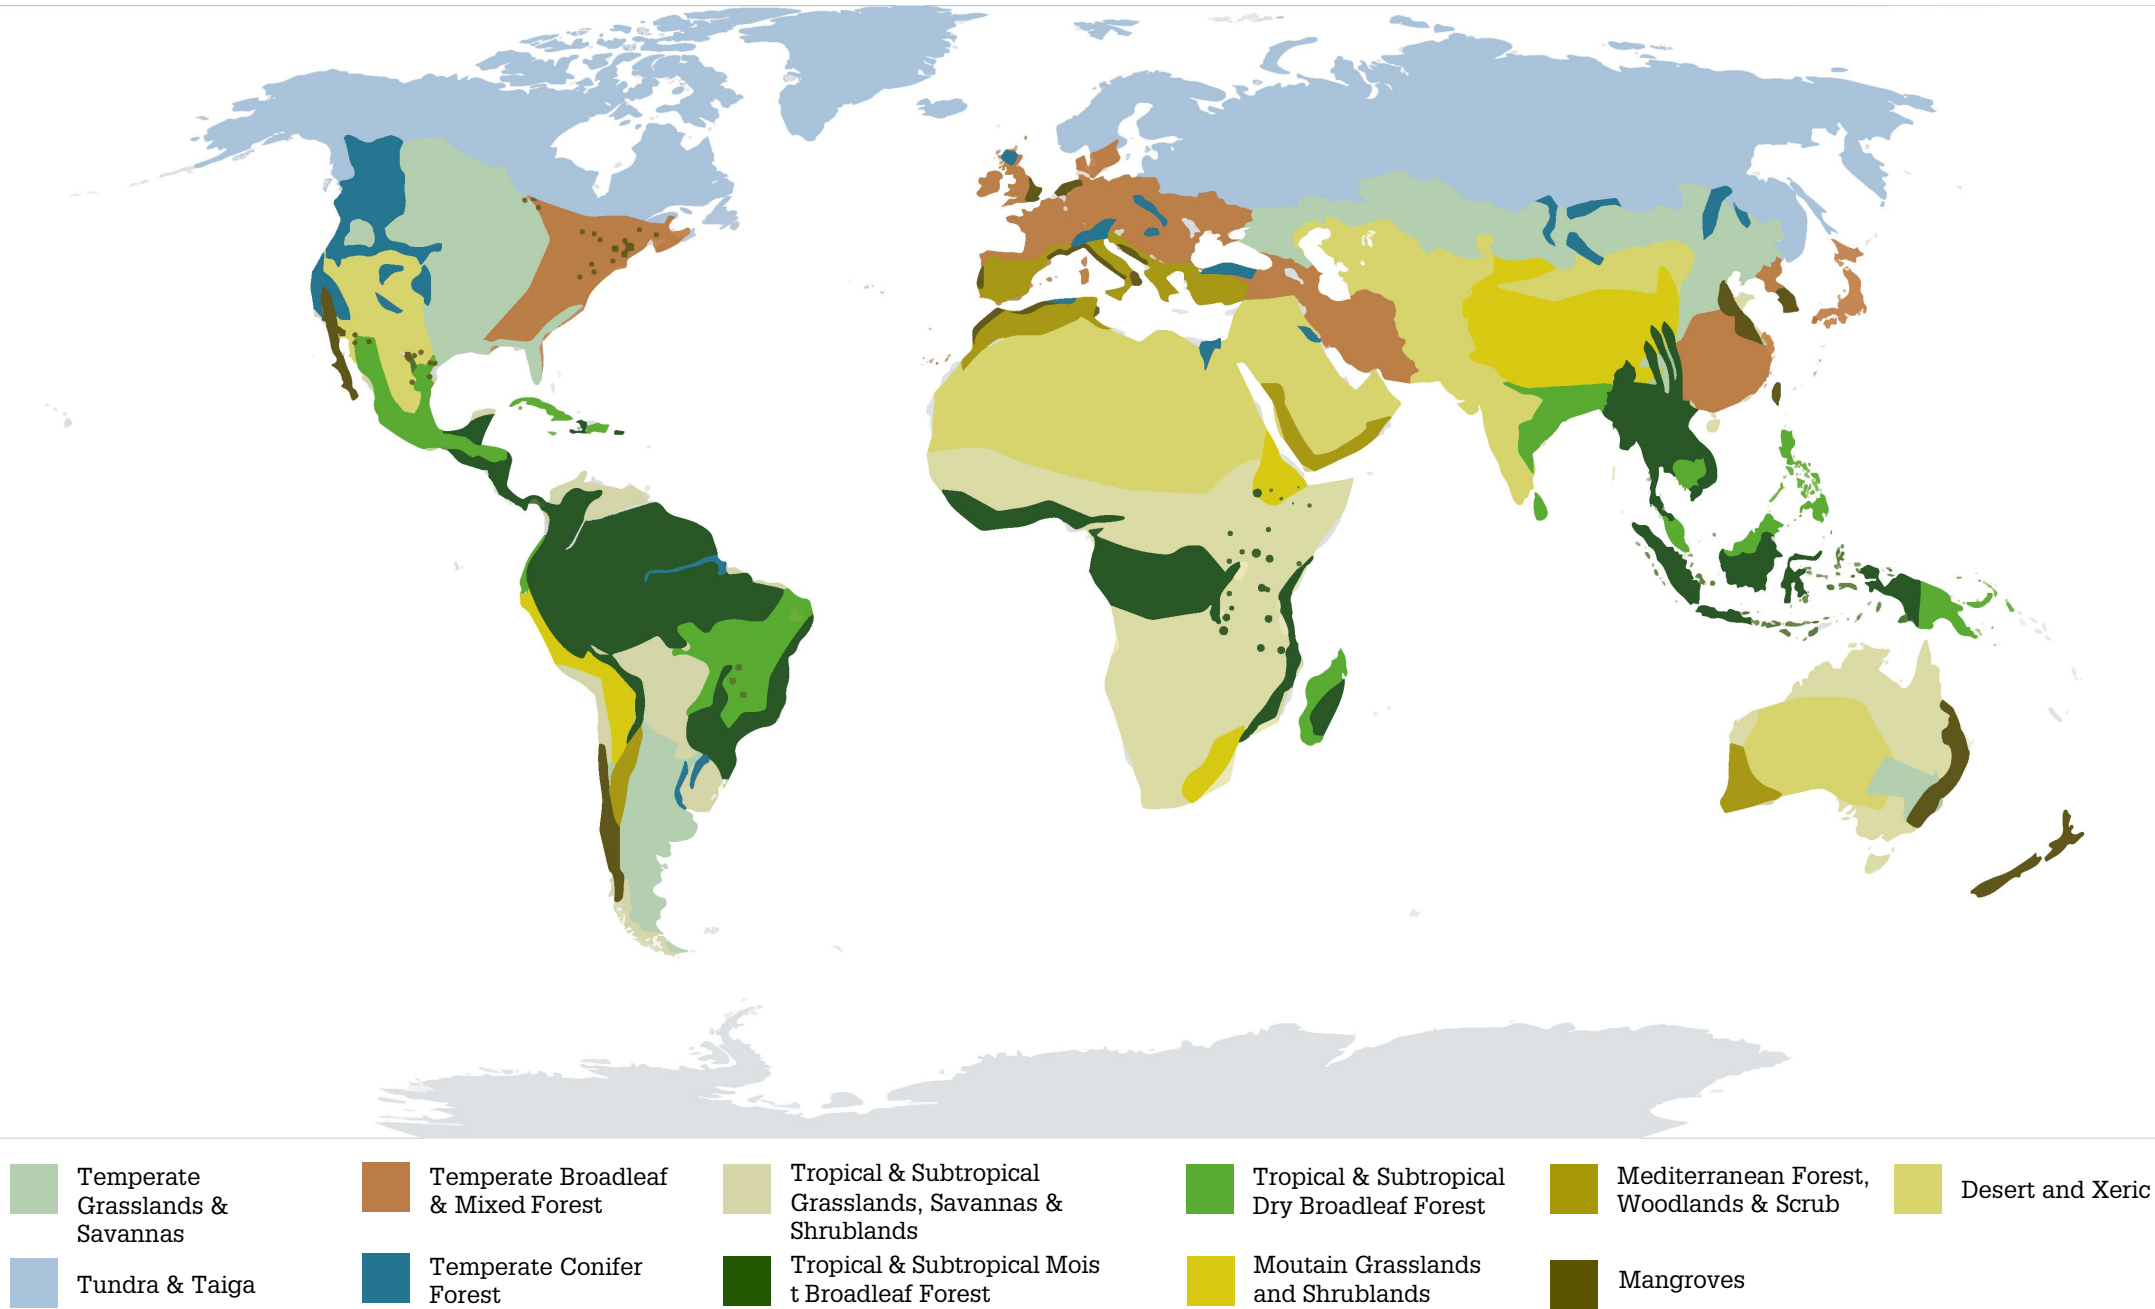 Temperate
Grasslands &
Savannas
Temperate Broadleaf
& Mixed Forest
Tropical & Subtropical
Grasslands, Savannas &
Shrublands
Tropical & Subtropical
Dry Broadleaf Forest
Mediterranean Forest,
Woodlands & Scrub
Desert and Xeric
Tundra & Taiga
Temperate Conifer
Forest
Tropical & Subtropical Mois
t Broadleaf Forest
Moutain Grasslands
and Shrublands
Mangroves